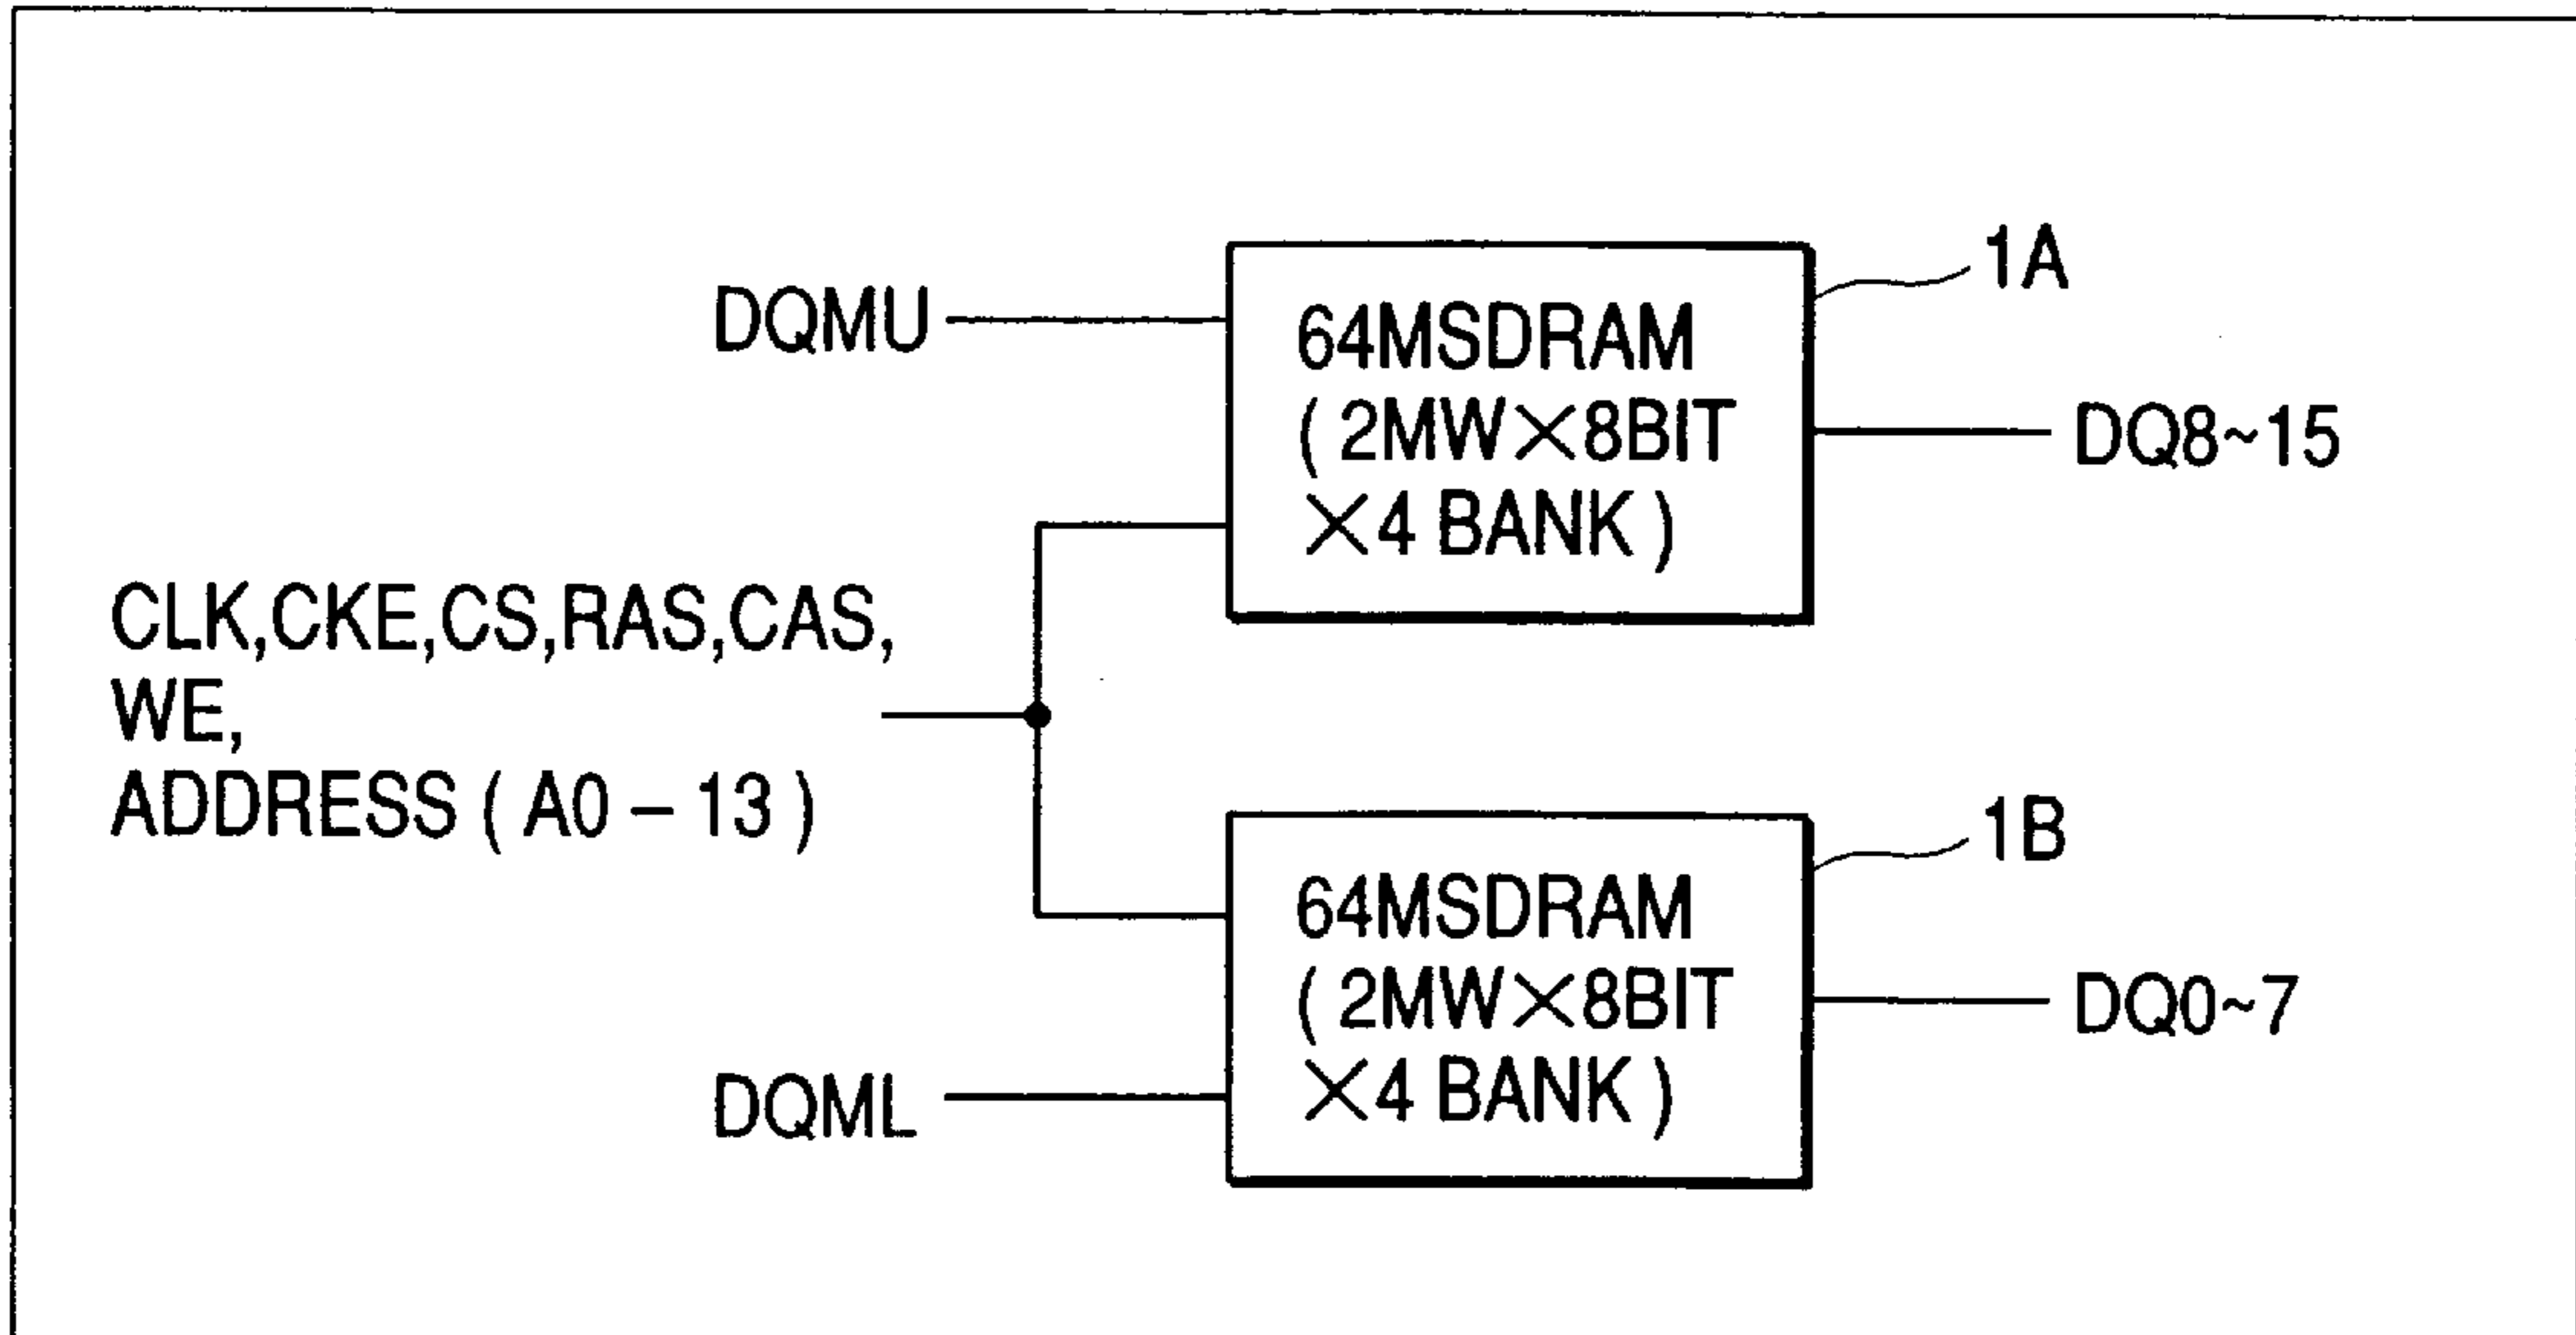 1A
DQMU
64MSDRAM
( 2MW×8BIT
×4 BANK )
DQ8~15
CLK,CKE,CS,RAS,CAS,
WE,
ADDRESS ( A0 – 13 )
1B
64MSDRAM
( 2MW×8BIT
×4 BANK )
DQ0~7
DQML